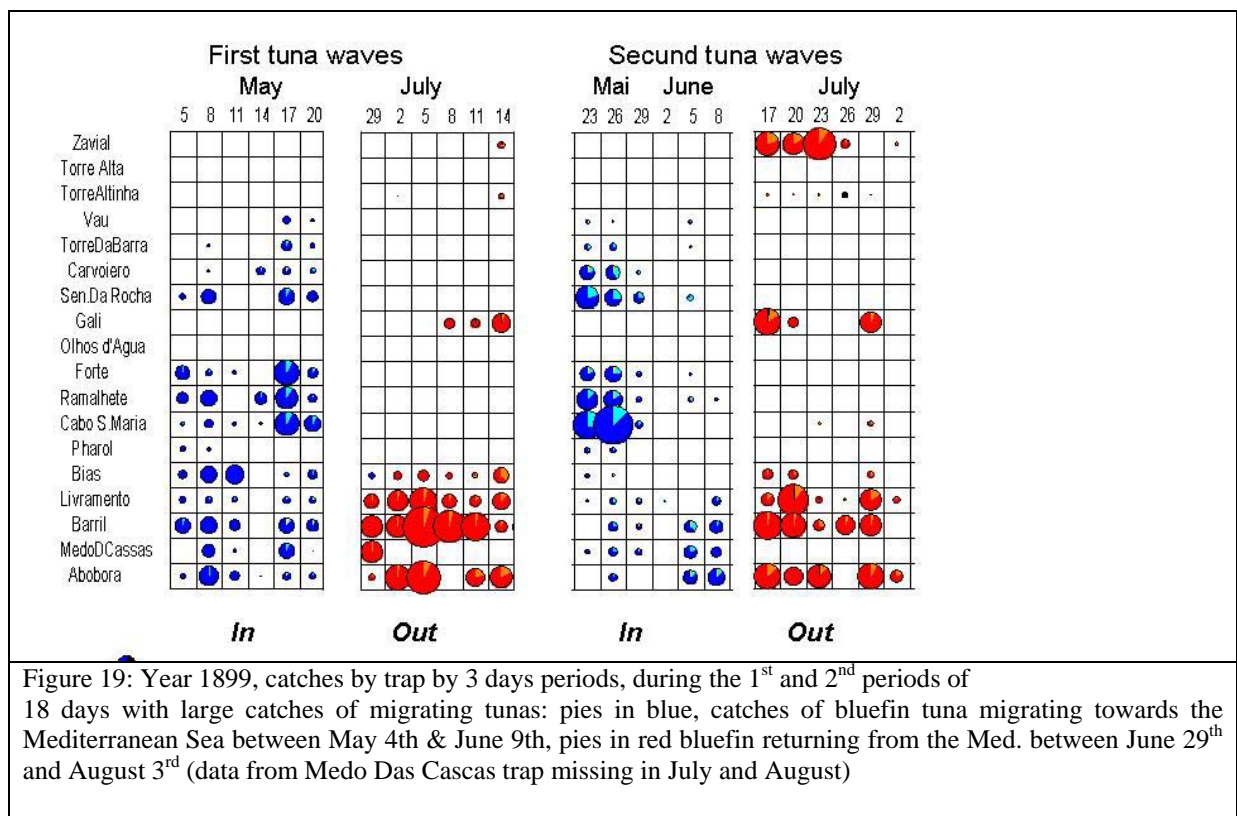 First tuna waves Second tuna waves
May July Mai June July
5 8 11 14 17 20 29 2 5 8 11 14 23 26 29 2 5 8 17 20 23 26 29 2
Zavial
Torre Alta
TorreAltinha
Vau
TorreDaBarra
Carvoiero
Sen.Da Rocha
Gali
Olhos d'Agua
Forte
Ramalhete
Cabo S.Maria
Pharol
Bias
Livramento
Barril
MedoDCassas
Abobora
In Out In Out
Figure 19: Year 1899, catches by trap by 3 days periods, during the 1st and 2nd periods of
18 days with large catches of migrating tunas: pies in blue, catches of bluefin tuna migrating towards the
Mediterranean Sea between May 4th & June 9th, pies in red bluefin returning from the Med. between June 29th
and August 3rd (data from Medo Das Cascas trap missing in July and August)